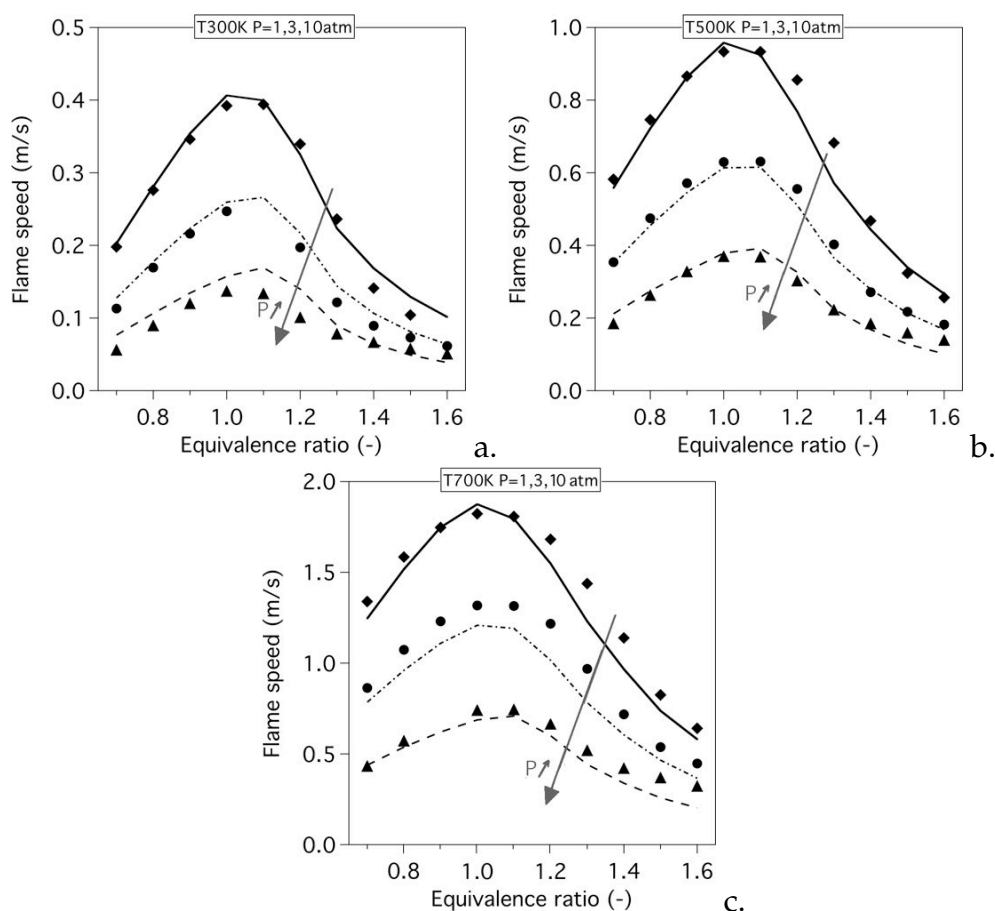 T300K P=1,3,10atm
0.5
0.4
0.3
0.2
0.1
0.0
Flame speed (m/s)
P
0.8 1.0 1.2 1.4 1.6
Equivalence ratio (-)
a.
T500K P=1,3,10atm
1.0
0.8
0.6
0.4
0.2
0.0
Flame speed (m/s)
P
0.8 1.0 1.2 1.4 1.6
Equivalence ratio (-)
b.
T700K P=1,3,10 atm
2.0
1.5
1.0
0.5
0.0
Flame speed (m/s)
P
0.8 1.0 1.2 1.4 1.6
Equivalence ratio (-)
c.